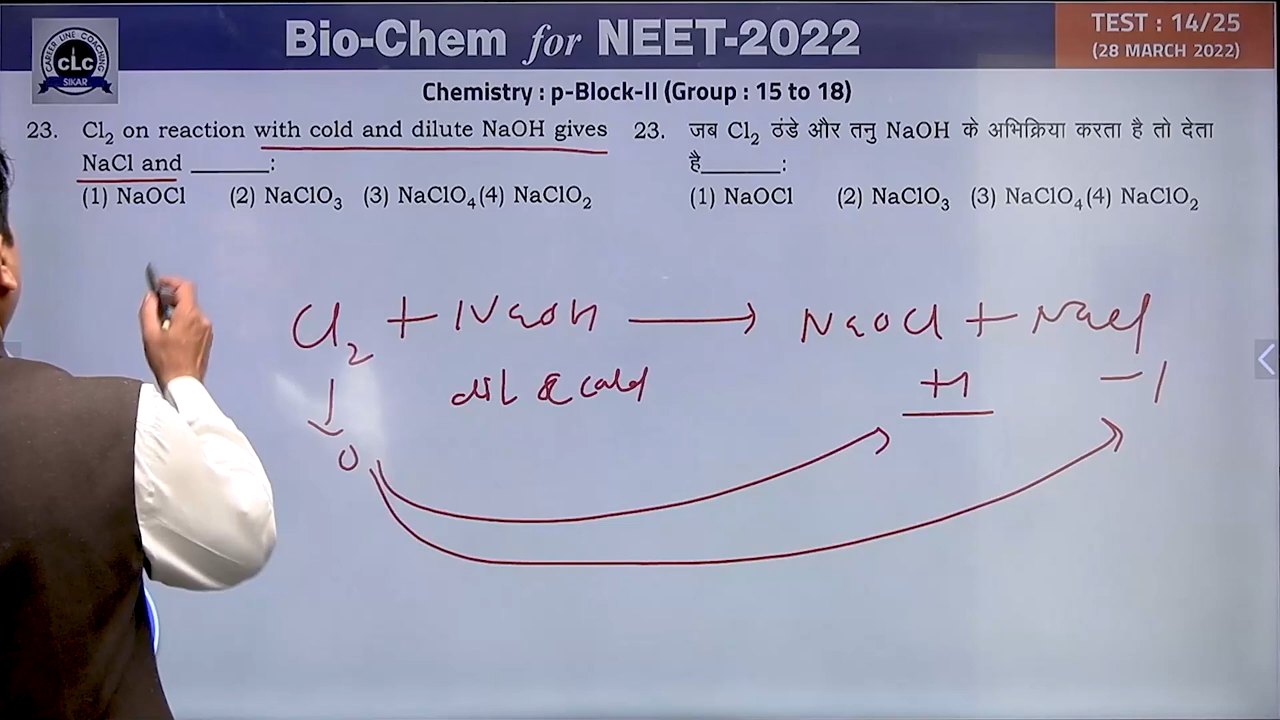 Bio-Chem for NEET-2022
TEST : 14/25
(28 MARCH 2022)
CAREER LINE COACHING
CLC
SIKAR
Chemistry : p-Block-II (Group : 15 to 18)
23. Cl₂ on reaction with cold and dilute NaOH gives
NaCl and ______:
(1) NaOCl (2) NaClO₃ (3) NaClO₄ (4) NaClO₂
23. जब Cl₂ ठंडे और तनु NaOH के अभिक्रिया करता है तो देता
है______:
(1) NaOCl (2) NaClO₃ (3) NaClO₄ (4) NaClO₂
Cl₂ + NaOH → NaOCl + NaCl
dil & cold
+1
-1
0